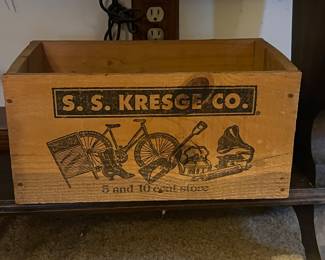 S. S. KRESGE CO.
5 and 10 cent store